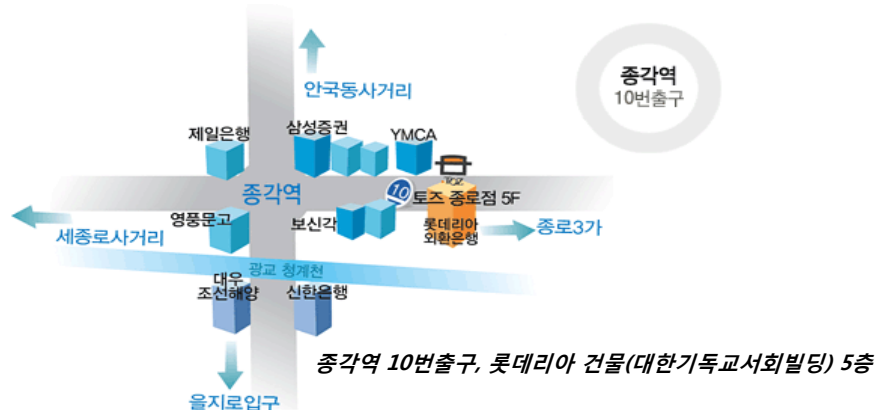 종각역
10번출구
안국동사거리
제일은행
삼성증권
YMCA
TOZ
종각역
10
토즈 종로점 5F
영풍문고
보신각
롯데리아
외환은행
종로3가
세종로사거리
광교 청계천
대우
조선해양
신한은행
종각역 10번출구, 롯데리아 건물(대한기독교서회빌딩) 5층
을지로입구